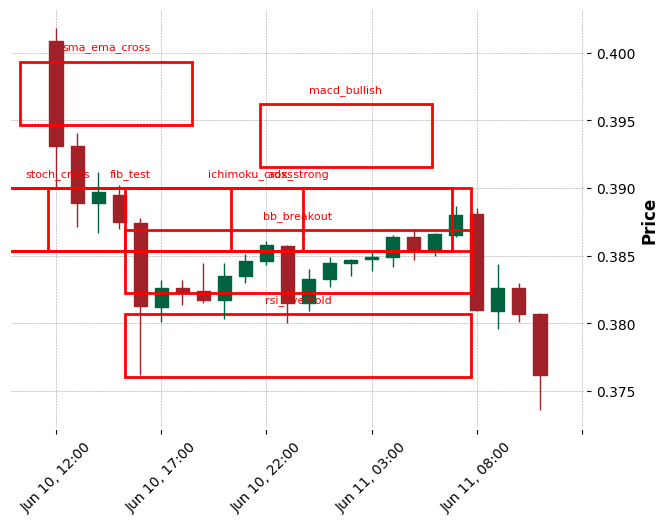 sma_ema_cross
0.400
macd_bullish
0.395
stoch_cross
fib_test
adx_strong
0.390
bb_breakout
0.385
Price
0.380
0.375
Jun 10, 12:00
Jun 10, 17:00
Jun 10, 22:00
Jun 11, 03:00
Jun 11, 08:00